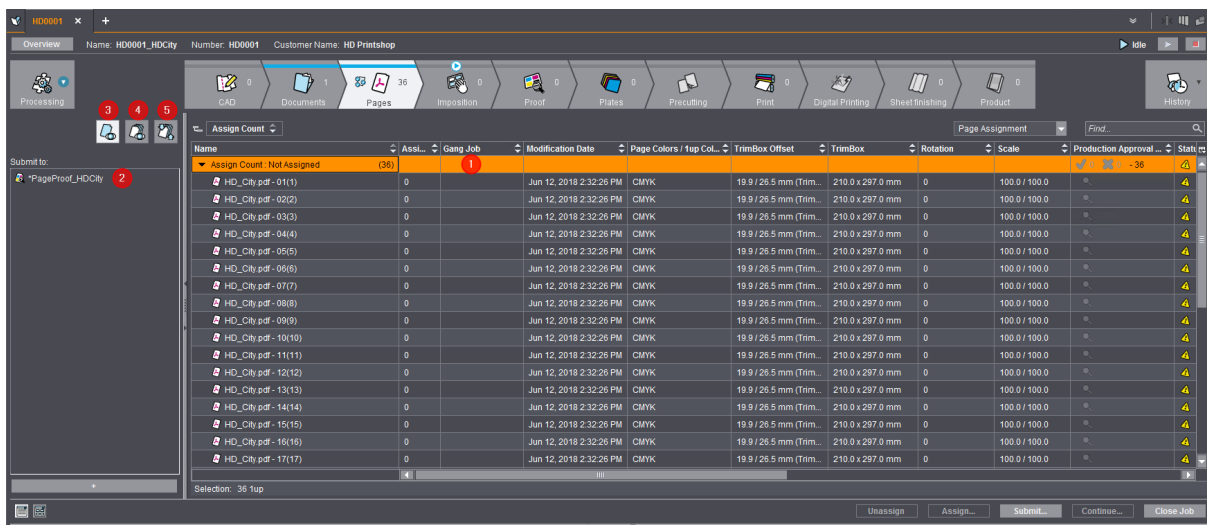 HD0001 × +
Overview Name: HD0001_HDCity Number: HD0001 Customer Name: HD Printshop Idle
Processing
0 CAD
1 Documents
36 Pages
0 Imposition
0 Proof
0 Plates
Precutting
0 Print
Digital Printing
0 Sheet finishing
0 Product
History
3 4 5
Assign Count Page Assignment Find...
Submit to:
*PageProof_HDCity 2
+
Name Assi... Gang Job Modification Date Page Colors / 1up Col... TrimBox Offset TrimBox Rotation Scale Production Approval ... Statu
Assign Count : Not Assigned (36) 1 - 36
HD_City.pdf - 01(1) 0 Jun 12, 2018 2:32:26 PM CMYK 19.9 / 26.5 mm (Trim... 210.0 x 297.0 mm 0 100.0 / 100.0
HD_City.pdf - 02(2) 0 Jun 12, 2018 2:32:26 PM CMYK 19.9 / 26.5 mm (Trim... 210.0 x 297.0 mm 0 100.0 / 100.0
HD_City.pdf - 03(3) 0 Jun 12, 2018 2:32:26 PM CMYK 19.9 / 26.5 mm (Trim... 210.0 x 297.0 mm 0 100.0 / 100.0
HD_City.pdf - 04(4) 0 Jun 12, 2018 2:32:26 PM CMYK 19.9 / 26.5 mm (Trim... 210.0 x 297.0 mm 0 100.0 / 100.0
HD_City.pdf - 05(5) 0 Jun 12, 2018 2:32:26 PM CMYK 19.9 / 26.5 mm (Trim... 210.0 x 297.0 mm 0 100.0 / 100.0
HD_City.pdf - 06(6) 0 Jun 12, 2018 2:32:26 PM CMYK 19.9 / 26.5 mm (Trim... 210.0 x 297.0 mm 0 100.0 / 100.0
HD_City.pdf - 07(7) 0 Jun 12, 2018 2:32:26 PM CMYK 19.9 / 26.5 mm (Trim... 210.0 x 297.0 mm 0 100.0 / 100.0
HD_City.pdf - 08(8) 0 Jun 12, 2018 2:32:26 PM CMYK 19.9 / 26.5 mm (Trim... 210.0 x 297.0 mm 0 100.0 / 100.0
HD_City.pdf - 09(9) 0 Jun 12, 2018 2:32:26 PM CMYK 19.9 / 26.5 mm (Trim... 210.0 x 297.0 mm 0 100.0 / 100.0
HD_City.pdf - 10(10) 0 Jun 12, 2018 2:32:26 PM CMYK 19.9 / 26.5 mm (Trim... 210.0 x 297.0 mm 0 100.0 / 100.0
HD_City.pdf - 11(11) 0 Jun 12, 2018 2:32:26 PM CMYK 19.9 / 26.5 mm (Trim... 210.0 x 297.0 mm 0 100.0 / 100.0
HD_City.pdf - 12(12) 0 Jun 12, 2018 2:32:26 PM CMYK 19.9 / 26.5 mm (Trim... 210.0 x 297.0 mm 0 100.0 / 100.0
HD_City.pdf - 13(13) 0 Jun 12, 2018 2:32:26 PM CMYK 19.9 / 26.5 mm (Trim... 210.0 x 297.0 mm 0 100.0 / 100.0
HD_City.pdf - 14(14) 0 Jun 12, 2018 2:32:26 PM CMYK 19.9 / 26.5 mm (Trim... 210.0 x 297.0 mm 0 100.0 / 100.0
HD_City.pdf - 15(15) 0 Jun 12, 2018 2:32:26 PM CMYK 19.9 / 26.5 mm (Trim... 210.0 x 297.0 mm 0 100.0 / 100.0
HD_City.pdf - 16(16) 0 Jun 12, 2018 2:32:26 PM CMYK 19.9 / 26.5 mm (Trim... 210.0 x 297.0 mm 0 100.0 / 100.0
HD_City.pdf - 17(17) 0 Jun 12, 2018 2:32:26 PM CMYK 19.9 / 26.5 mm (Trim... 210.0 x 297.0 mm 0 100.0 / 100.0
Selection: 36 1up
Unassign Assign... Submit... Continue... Close Job